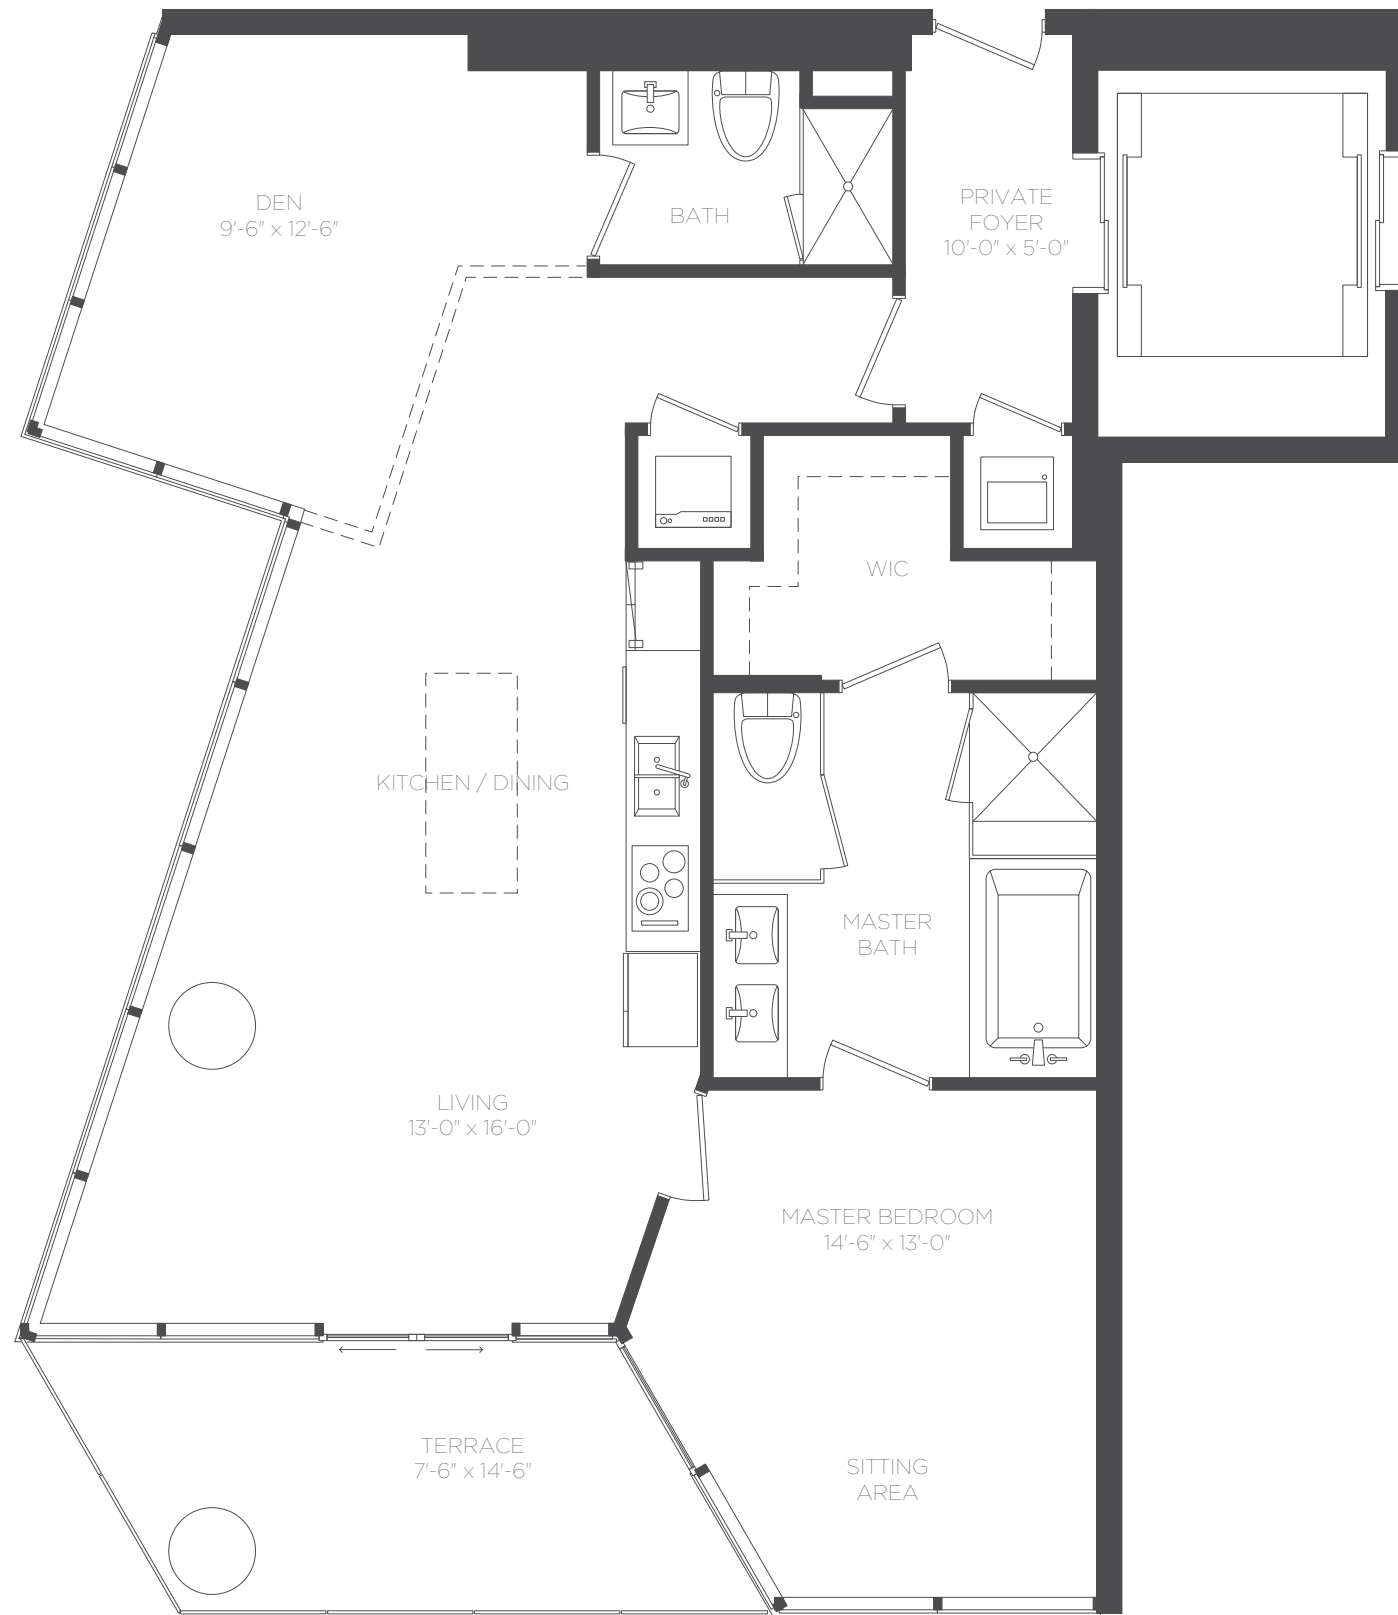 DEN
9'-6" x 12'-6"
BATH
PRIVATE
FOYER
10'-0" x 5'-0"
WIC
KITCHEN / DINING
MASTER
BATH
LIVING
13'-0" x 16'-0"
MASTER BEDROOM
14'-6" x 13'-0"
TERRACE
7'-6" x 14'-6"
SITTING
AREA